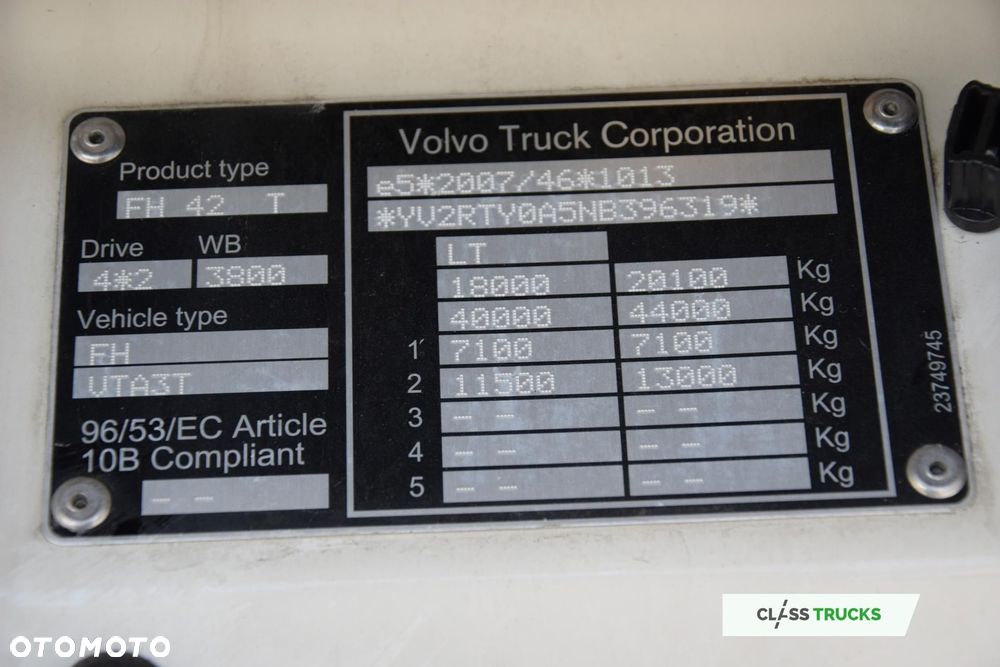 Product type
FH 42 T
Drive WB
4*2 3800
Vehicle type
FH
VTA3T
96/53/EC Article
10B Compliant
-- --
Volvo Truck Corporation
e5*2007/46*1013
*YV2RTY0A5NB396319*
LT
18000 20100 Kg
40000 44000 Kg
1 7100 7100 Kg
2 11500 13000 Kg
3 -- -- -- -- Kg
4 -- -- -- -- Kg
5 -- -- -- -- Kg
23749745
CLASS TRUCKS
OTOMOTO